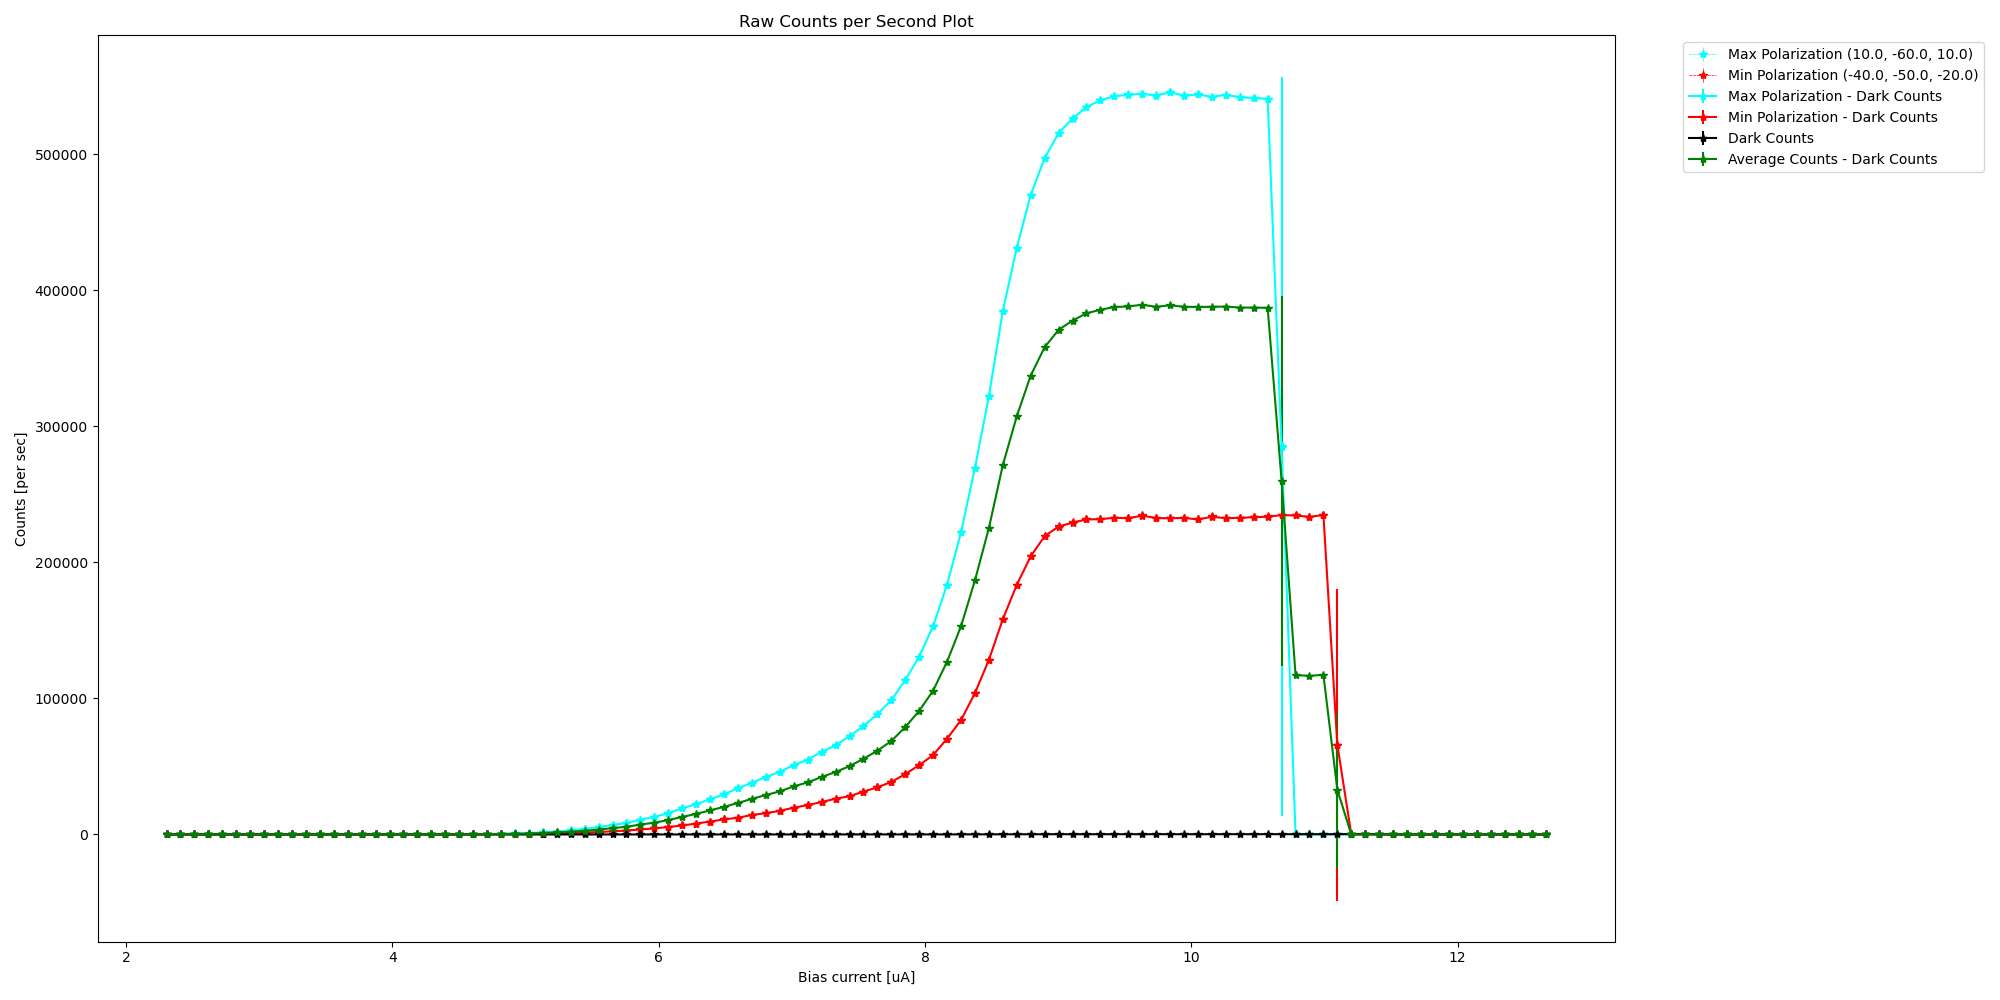 Raw Counts per Second Plot
Max Polarization (10.0, -60.0, 10.0)
Min Polarization (-40.0, -50.0, -20.0)
Max Polarization - Dark Counts
Min Polarization - Dark Counts
Dark Counts
Average Counts - Dark Counts
Counts [per sec]
500000
400000
300000
200000
100000
0
2 4 6 8 10 12
Bias current [uA]